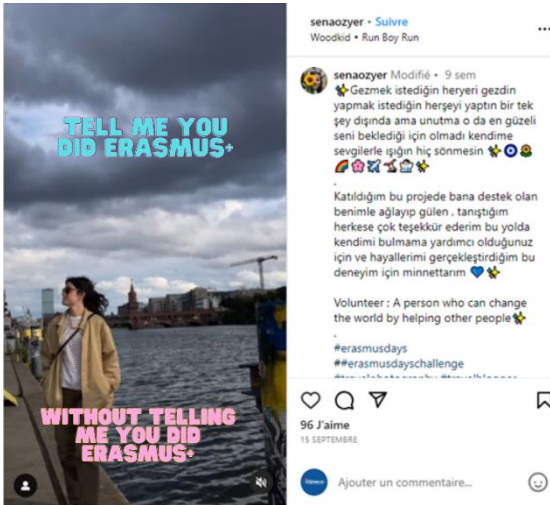 TELL ME YOU
DID ERASMUS+
WITHOUT TELLING
ME YOU DID
ERASMUS+
senaozyer • Suivre
Woodkid • Run Boy Run
senaozyer Modifié • 9 sem
Gezmek istediğin heryeri gezdin
yapmak istediğin herşeyi yaptın bir tek
şey dışında ama unutma o da en güzeli
seni beklediği için olmadı kendime
sevgilerle ışığın hiç sönmesin
.
Katıldığım bu projede bana destek olan
benimle ağlayıp gülen , tanıştığım
herkese çok teşekkür ederim bu yolda
kendimi bulmama yardımcı olduğunuz
için ve hayallerimi gerçekleştirdiğim bu
deneyim için minnettarım
Volunteer ; A person who can change
the world by helping other people
.
#erasmusdays
##erasmusdayschallenge
#travelphotography #travelblogger
96 J'aime
15 SEPTEMBRE
Ajouter un commentaire...